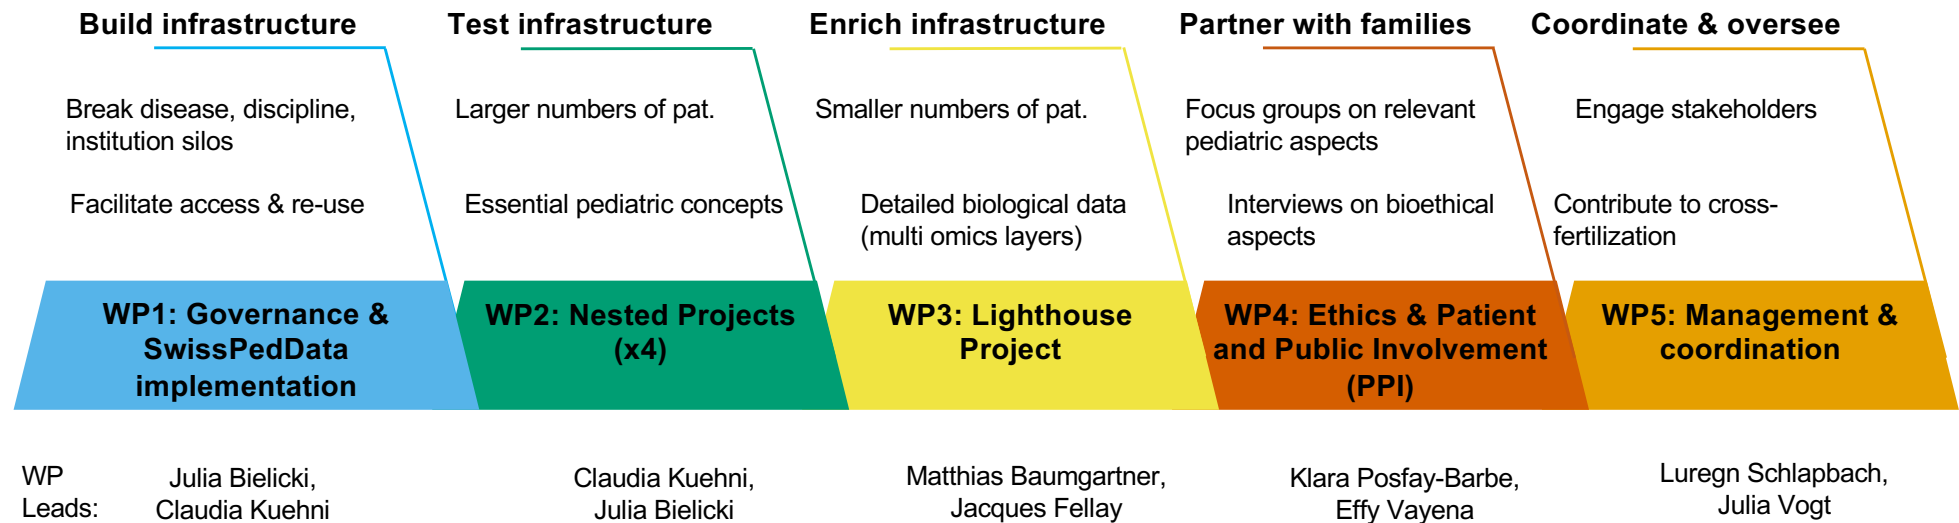 Build infrastructure
Test infrastructure
Enrich infrastructure
Partner with families
Coordinate & oversee
Break disease, discipline,
institution silos
Larger numbers of pat.
Smaller numbers of pat.
Focus groups on relevant
pediatric aspects
Engage stakeholders
Facilitate access & re-use
Essential pediatric concepts
Detailed biological data
(multi omics layers)
Interviews on bioethical
aspects
Contribute to cross-
fertilization
WP1: Governance &
SwissPedData
implementation
WP2: Nested Projects
(x4)
WP3: Lighthouse
Project
WP4: Ethics & Patient
and Public Involvement
(PPI)
WP5: Management &
coordination
WP
Leads:
Julia Bielicki,
Claudia Kuehni
Claudia Kuehni,
Julia Bielicki
Matthias Baumgartner,
Jacques Fellay
Klara Posfay-Barbe,
Effy Vayena
Luregn Schlapbach,
Julia Vogt